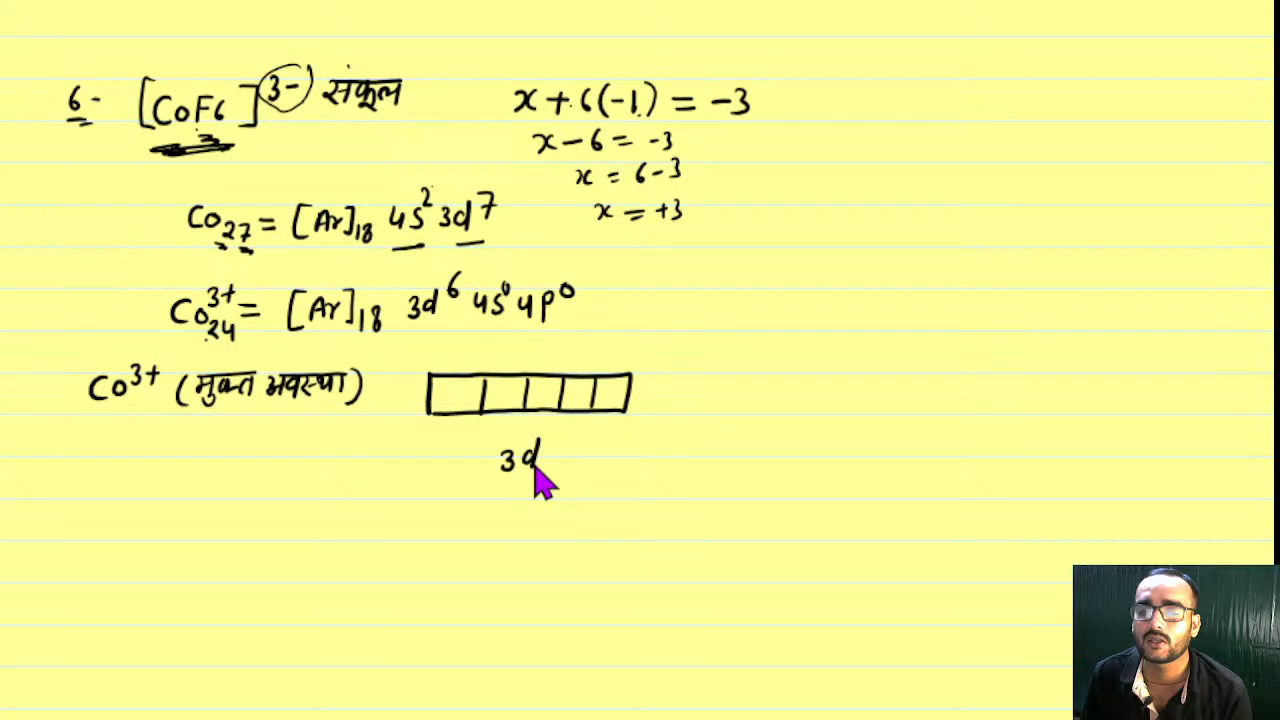 6- [CoF6]³⁻ संकुल
x + 6(-1) = -3
x - 6 = -3
x = 6-3
x = +3
Co₂₇ = [Ar]₁₈ 4s² 3d⁷
Co³⁺₂₄ = [Ar]₁₈ 3d⁶ 4s⁰ 4p⁰
Co³⁺ (मुक्त अवस्था)
3d